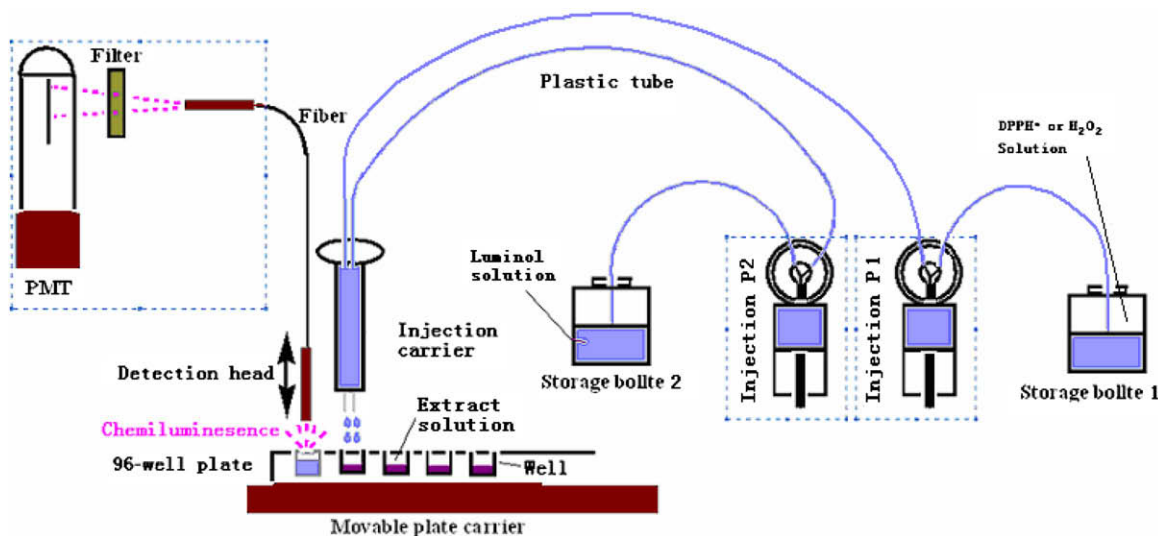 Filter
Fiber
PMT
Plastic tube
DPPH• or H₂O₂
Solution
Luminol
solution
Injection P2
Injection P1
Injection
carrier
Storage bollte 2
Storage bollte 1
Detection head
Extract
solution
Chemiluminesence
96-well plate
Well
Movable plate carrier